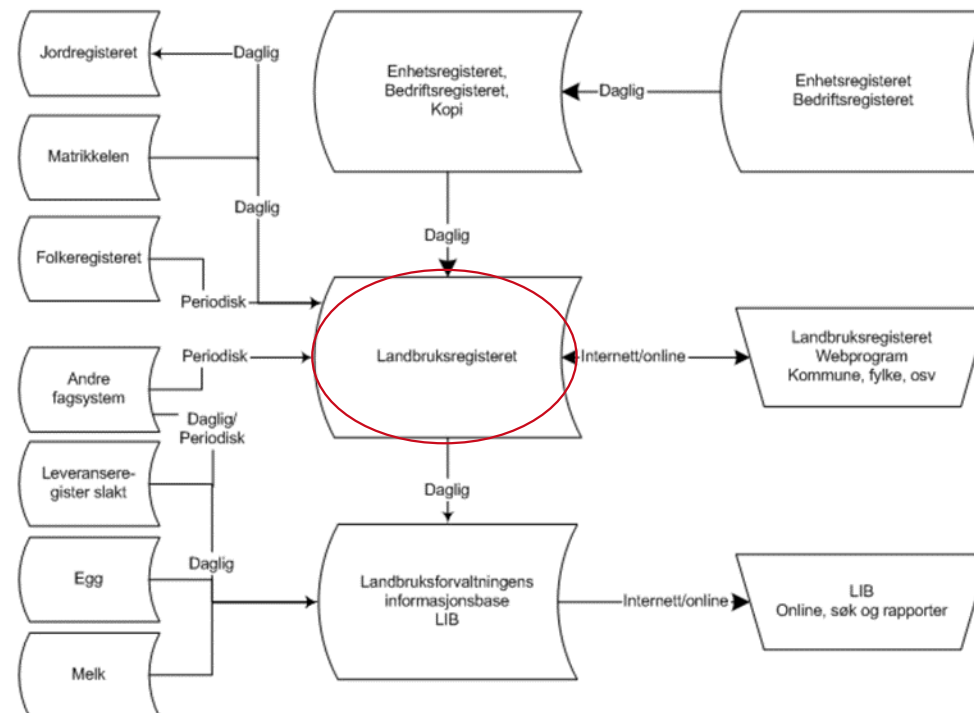 Jordregisteret
Daglig
Enhetsregisteret,
Bedriftsregisteret,
Kopi
Daglig
Enhetsregisteret
Bedriftsregisteret
Matrikkelen
Daglig
Daglig
Folkeregisteret
Periodisk
Periodisk
Landbruksregisteret
Internett/online
Landbruksregisteret
Webprogram
Kommune, fylke, osv
Andre
fagsystem
Daglig/
Periodisk
Leveransere-
gister slakt
Daglig
Egg
Daglig
Landbruksforvaltningens
informasjonsbase
LIB
Internett/online
LIB
Online, søk og rapporter
Melk